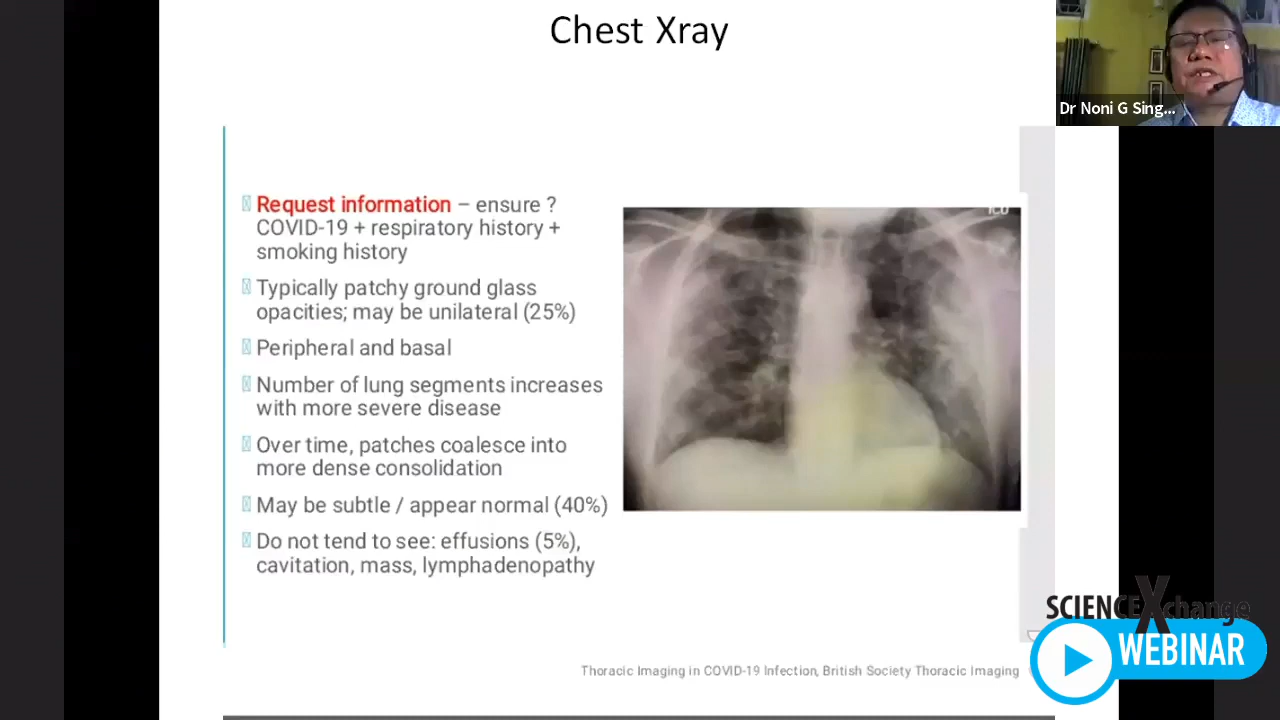 Chest Xray
Dr Noni G Sing...
Request information – ensure ?
COVID-19 + respiratory history +
smoking history
Typically patchy ground glass
opacities; may be unilateral (25%)
Peripheral and basal
Number of lung segments increases
with more severe disease
Over time, patches coalesce into
more dense consolidation
May be subtle / appear normal (40%)
Do not tend to see: effusions (5%),
cavitation, mass, lymphadenopathy
ICU
Thoracic Imaging in COVID-19 Infection, British Society Thoracic Imaging
SCIENCEXchange
WEBINAR